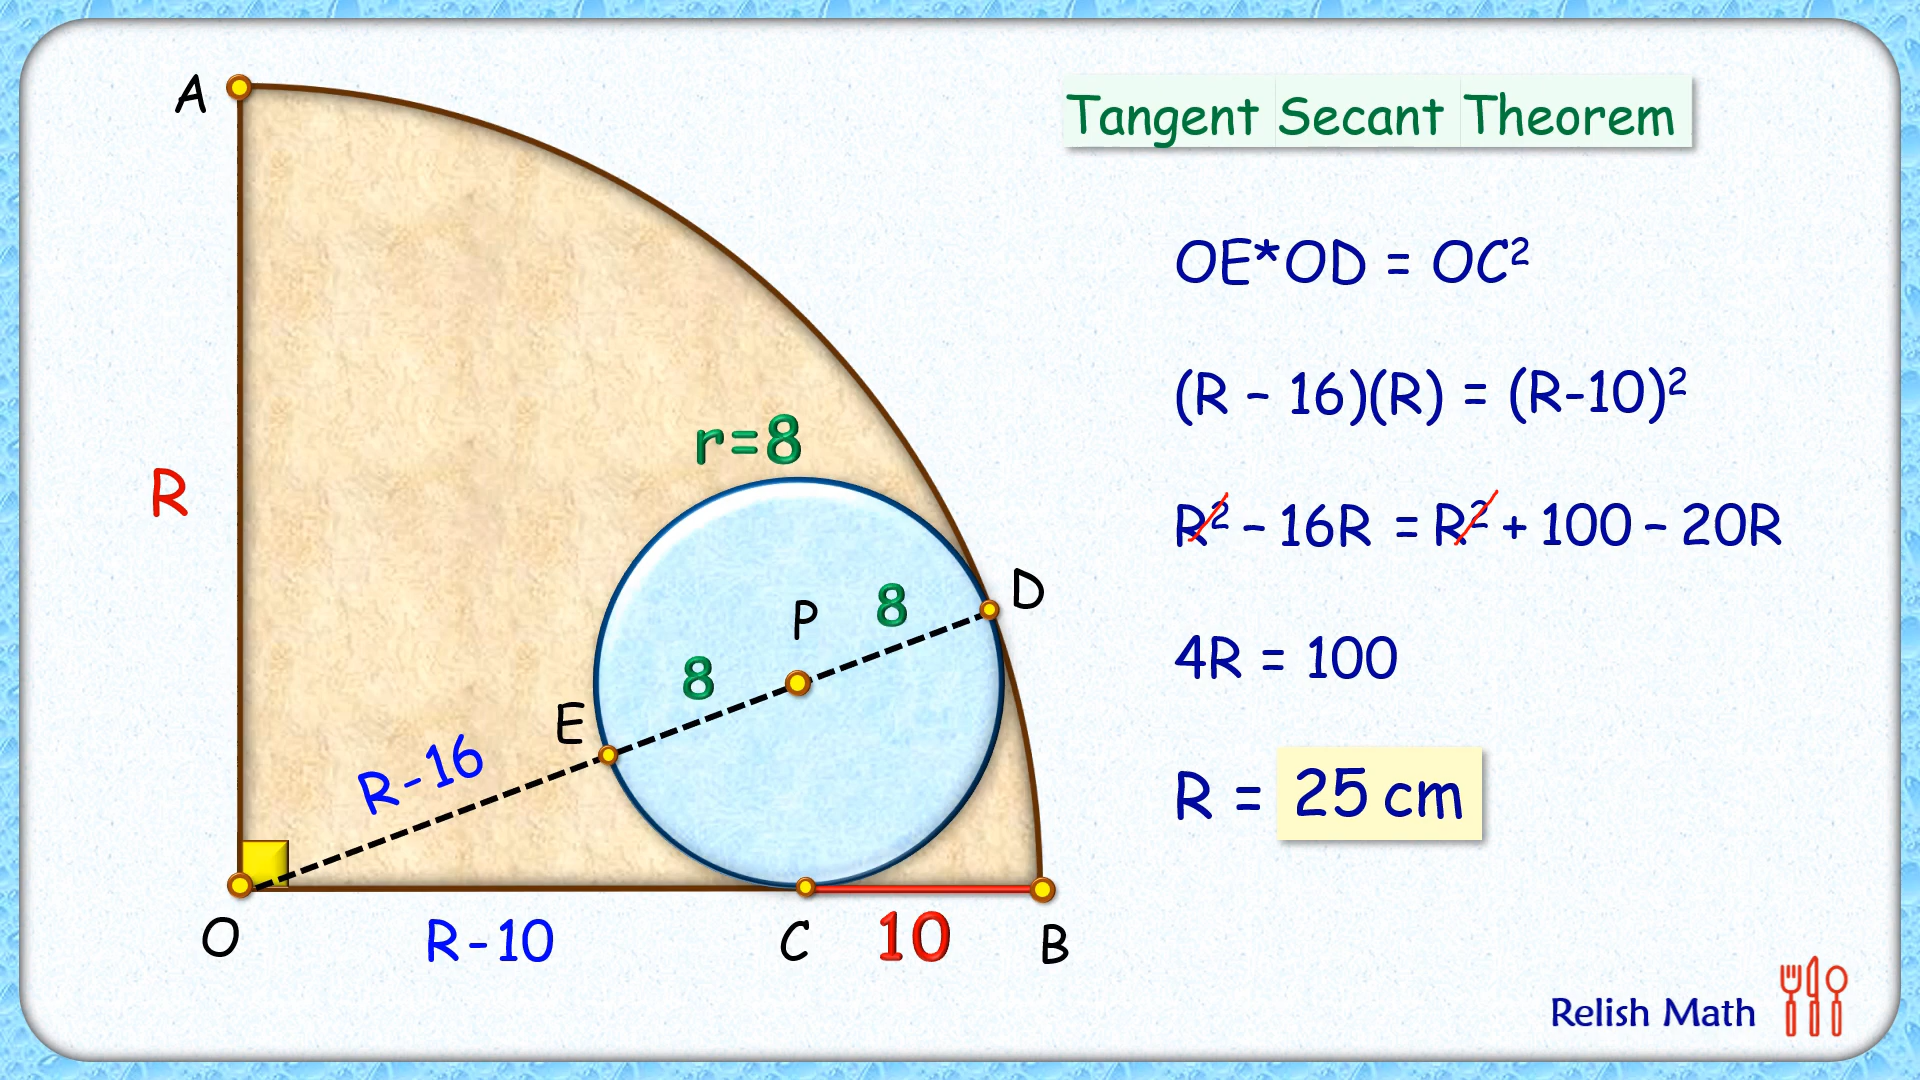 A
Tangent Secant Theorem
OE*OD = OC²
(R - 16)(R) = (R-10)²
r=8
R
R² - 16R = R² + 100 - 20R
D
P
8
8
4R = 100
E
R-16
R = 25 cm
O
R-10
C
10
B
Relish Math